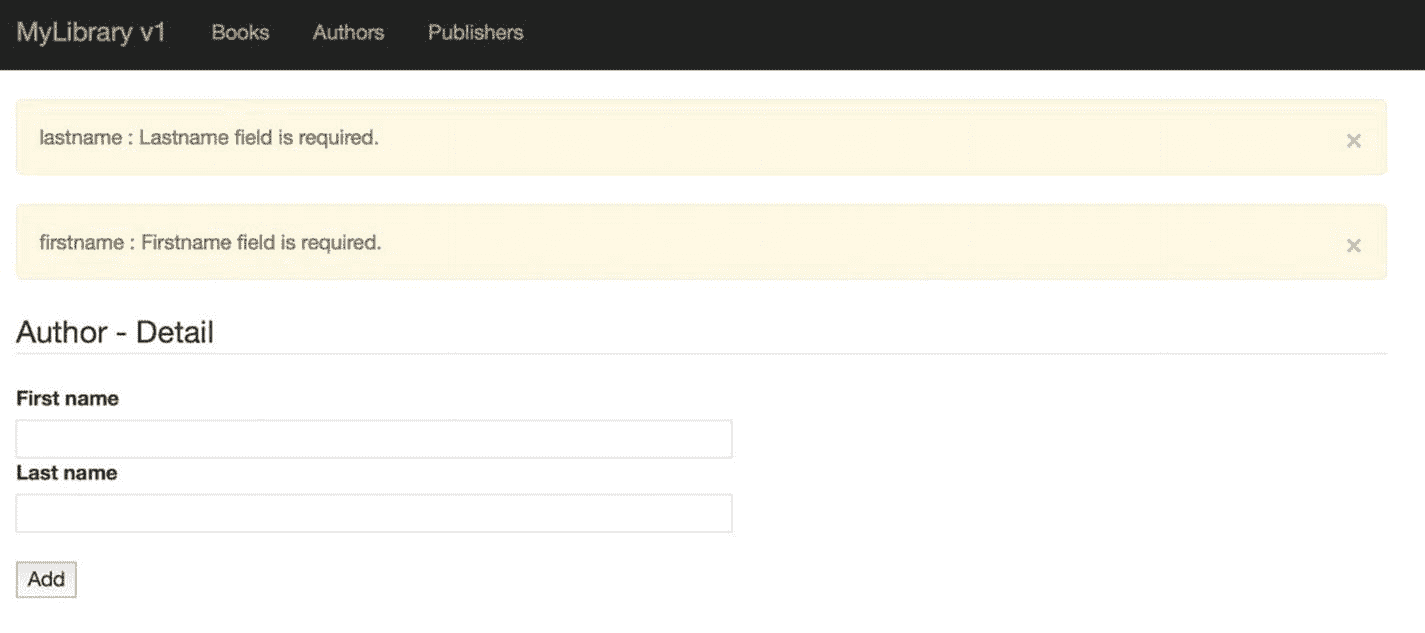 MyLibrary v1 Books Authors Publishers
lastname : Lastname field is required. ×
firstname : Firstname field is required. ×
Author - Detail
First name
Last name
Add